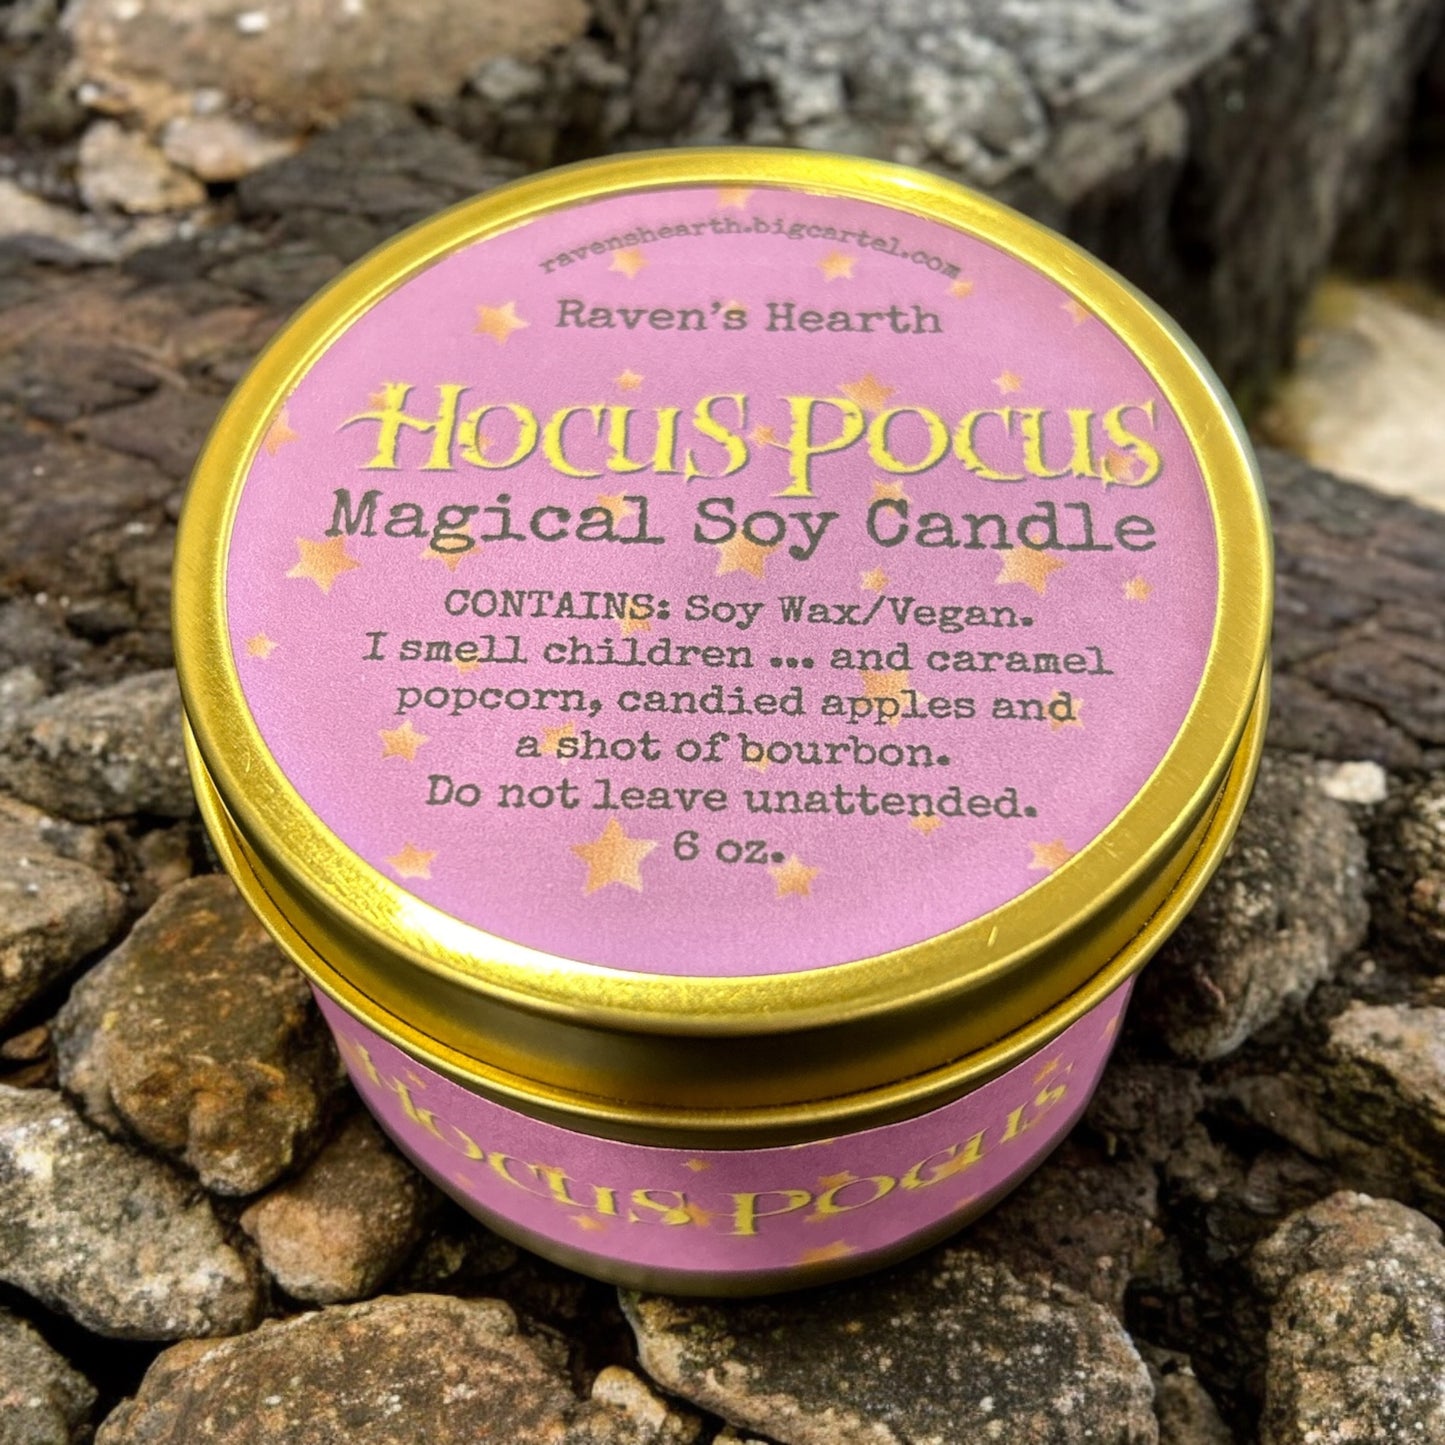 ravenshearth.bigcartel.com
Raven's Hearth
Hocus Pocus
Magical Soy Candle
CONTAINS: Soy Wax/Vegan.
I smell children ... and caramel
popcorn, candied apples and
a shot of bourbon.
Do not leave unattended.
6 oz.
Hocus Pocus